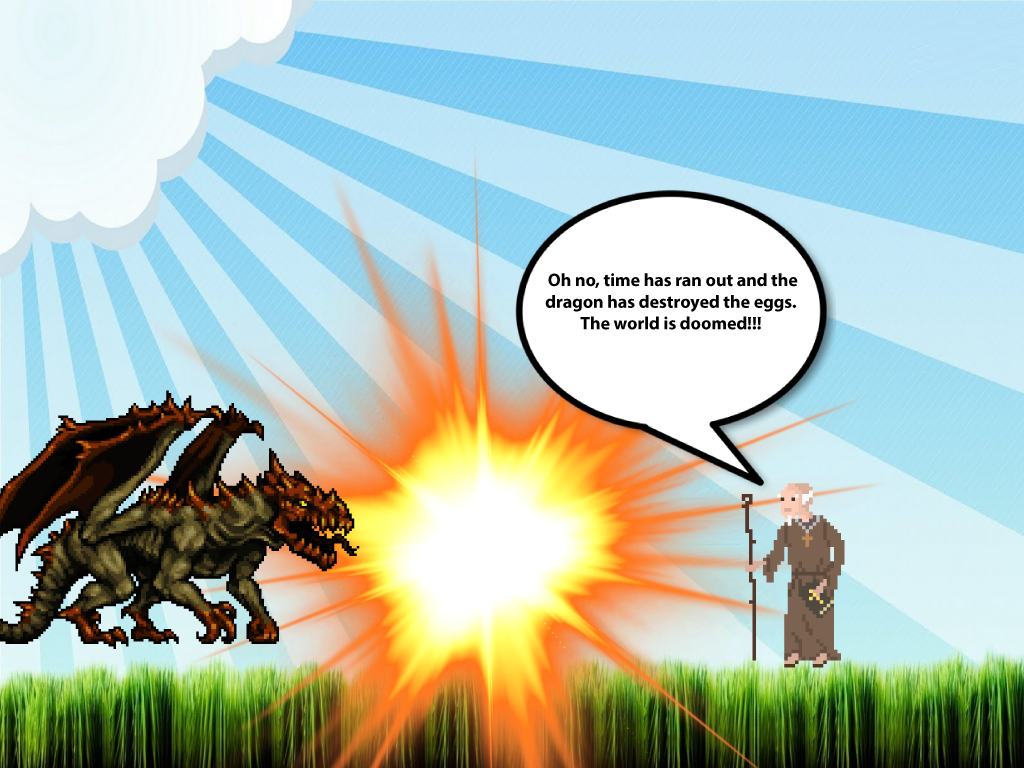 Oh no, time has ran out and the
dragon has destroyed the eggs.
The world is doomed!!!